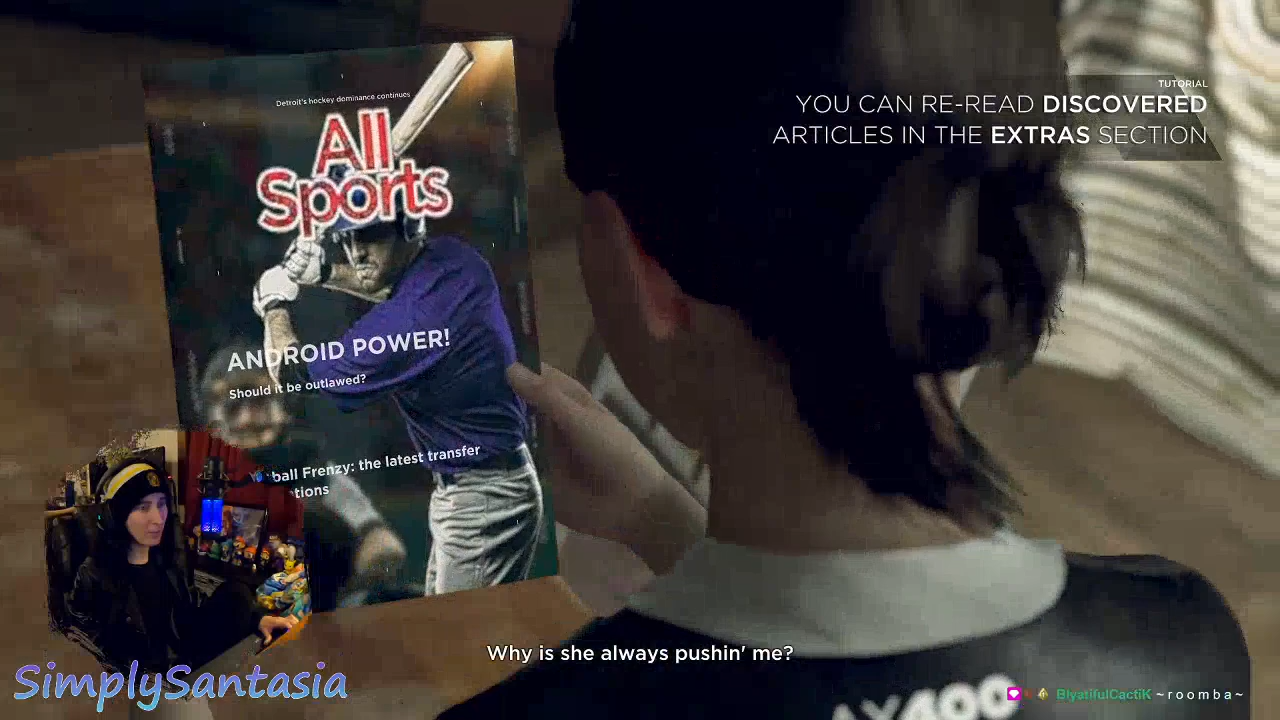 Detroit's hockey dominance continues
All
Sports
ANDROID POWER!
Should it be outlawed?
ball Frenzy: the latest transfer
tions
TUTORIAL
YOU CAN RE-READ DISCOVERED
ARTICLES IN THE EXTRAS SECTION
Why is she always pushin' me?
AX400
SimplySantasia
BlyatifulCactiK ~roomba~